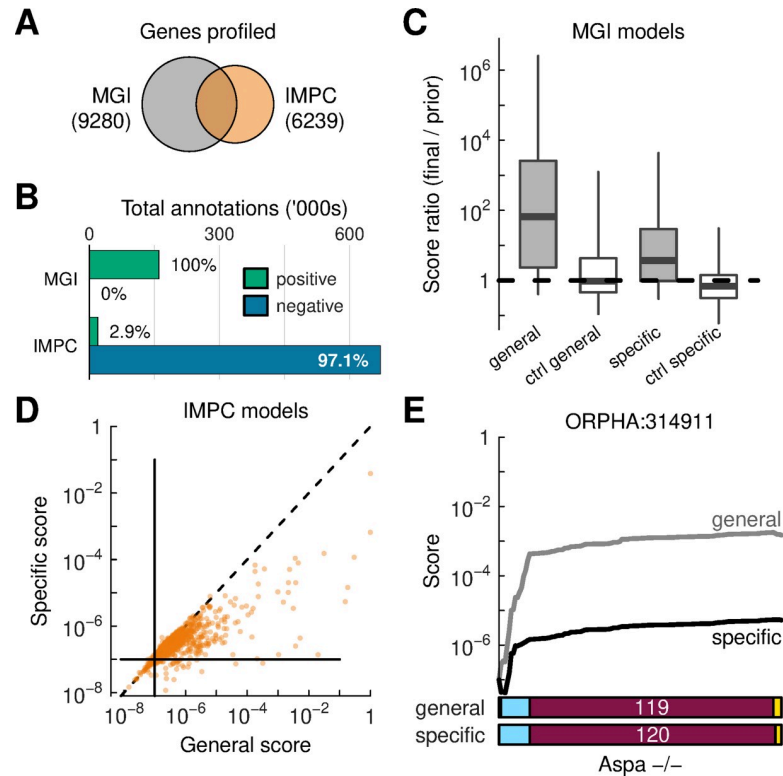 A
Genes profiled
MGI
(9280)
IMPC
(6239)
B
Total annotations ('000s)
0 300 600
MGI
100%
0%
positive
negative
IMPC
2.9%
97.1%
C
MGI models
Score ratio (final / prior)
10^6
10^4
10^2
1
general
ctrl general
specific
ctrl specific
D
IMPC models
Specific score
1
10^−2
10^−4
10^−6
10^−8
10^−8 10^−6 10^−4 10^−2 1
General score
E
ORPHA:314911
Score
1
10^−2
10^−4
10^−6
general
specific
general 119
specific 120
Aspa −/−